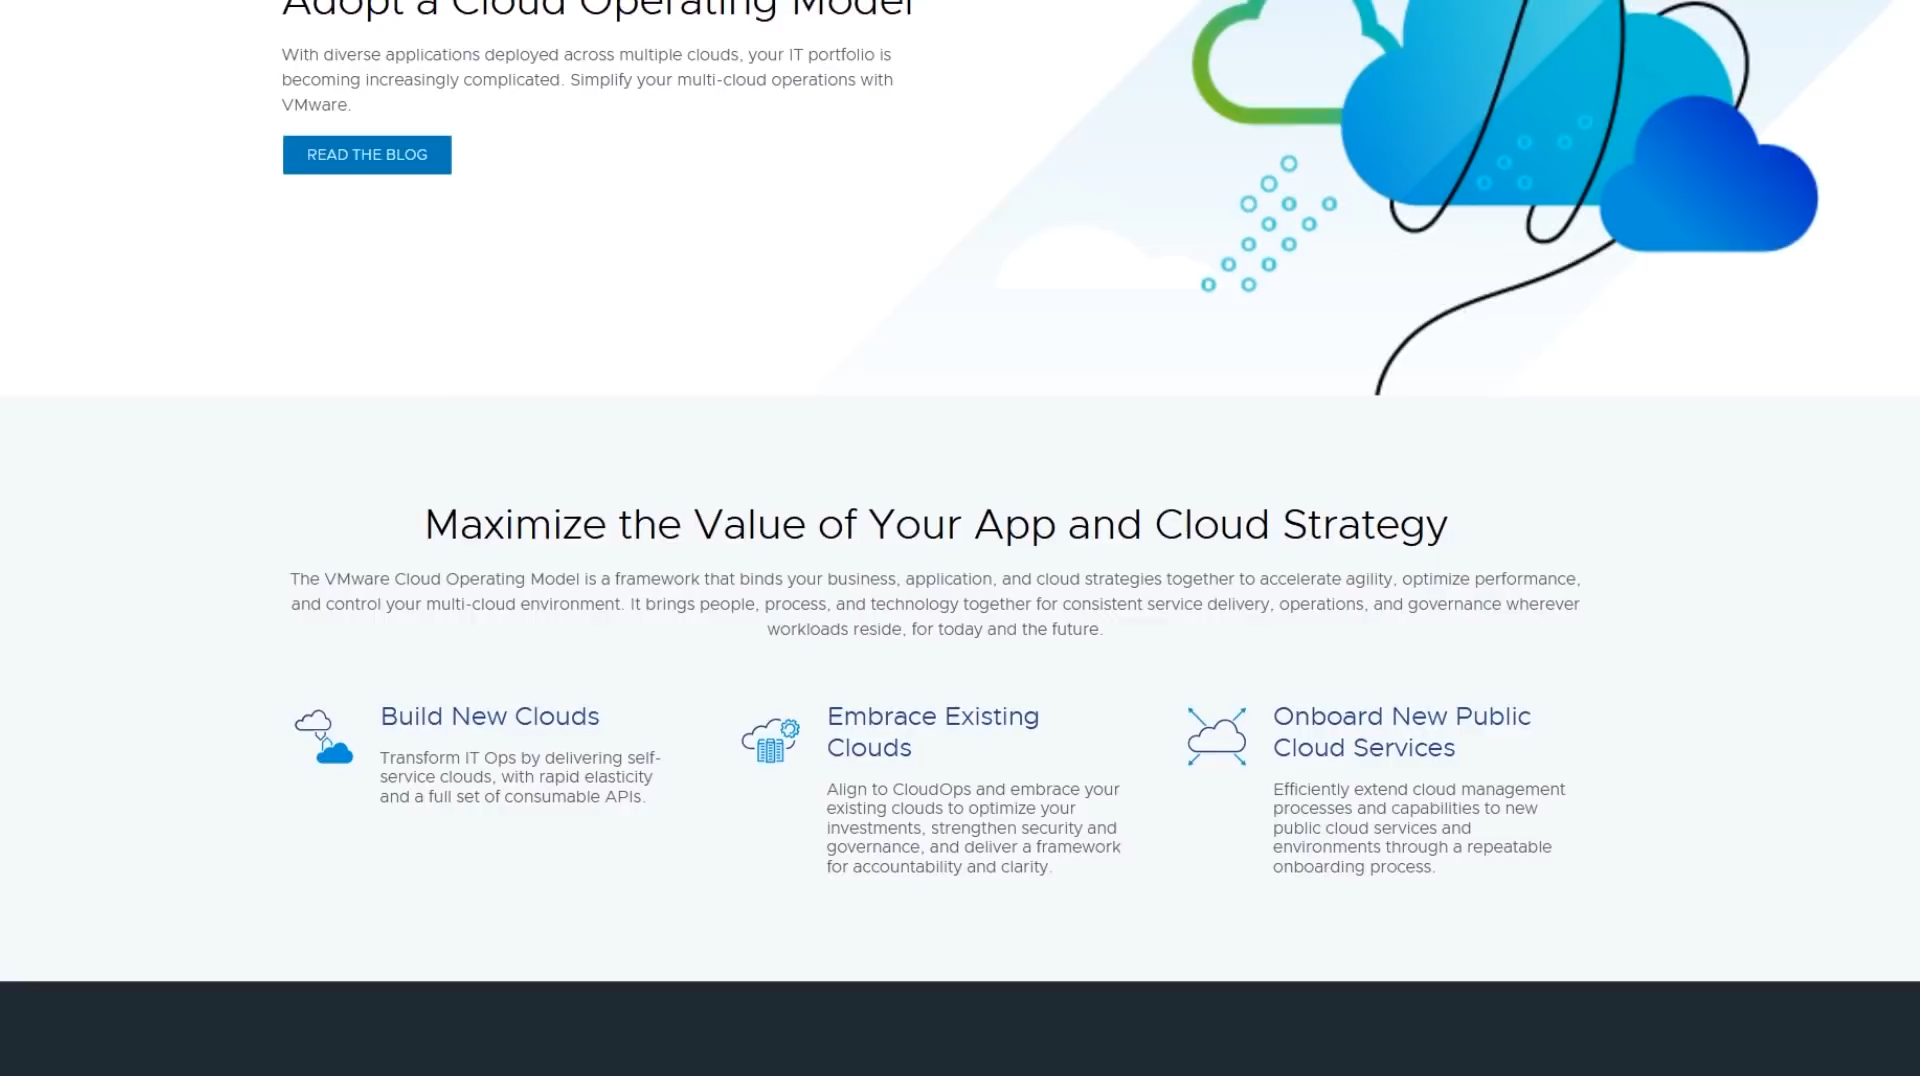 Adopt a Cloud Operating Model
With diverse applications deployed across multiple clouds, your IT portfolio is
becoming increasingly complicated. Simplify your multi-cloud operations with
VMware.
READ THE BLOG
Maximize the Value of Your App and Cloud Strategy
The VMware Cloud Operating Model is a framework that binds your business, application, and cloud strategies together to accelerate agility, optimize performance,
and control your multi-cloud environment. It brings people, process, and technology together for consistent service delivery, operations, and governance wherever
workloads reside, for today and the future.
Build New Clouds
Transform IT Ops by delivering self-
service clouds, with rapid elasticity
and a full set of consumable APIs.
Embrace Existing
Clouds
Align to CloudOps and embrace your
existing clouds to optimize your
investments, strengthen security and
governance, and deliver a framework
for accountability and clarity.
Onboard New Public
Cloud Services
Efficiently extend cloud management
processes and capabilities to new
public cloud services and
environments through a repeatable
onboarding process.